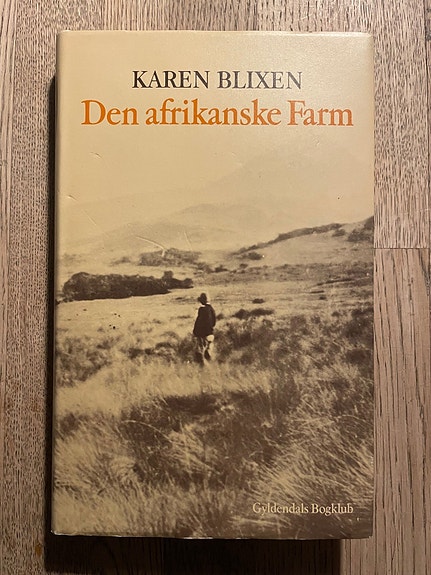 KAREN BLIXEN
Den afrikanske Farm
Gyldendals Bogklub